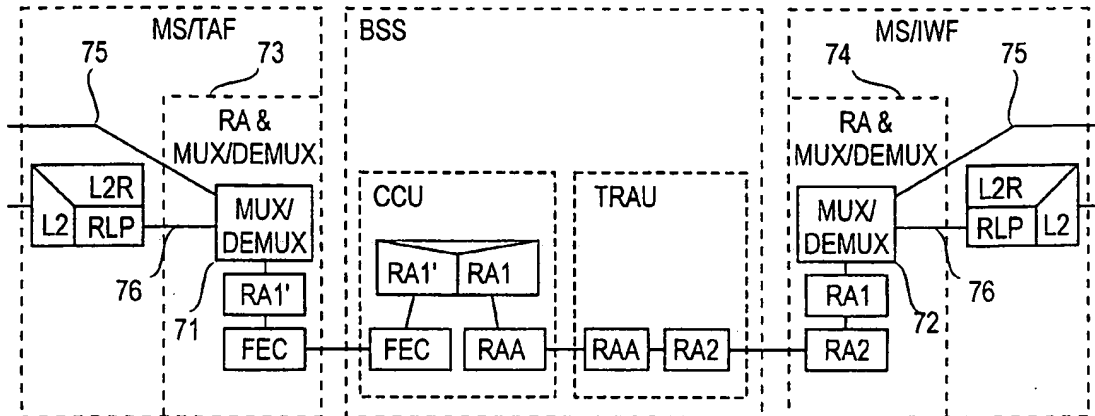 MS/TAF
BSS
MS/IWF
75
73
74
75
RA &
MUX/DEMUX
RA &
MUX/DEMUX
L2R
L2
RLP
MUX/
DEMUX
CCU
TRAU
MUX/
DEMUX
L2R
RLP
L2
76
71
RA1'
RA1'
RA1
RA1
72
76
FEC
FEC
RAA
RAA
RA2
RA2